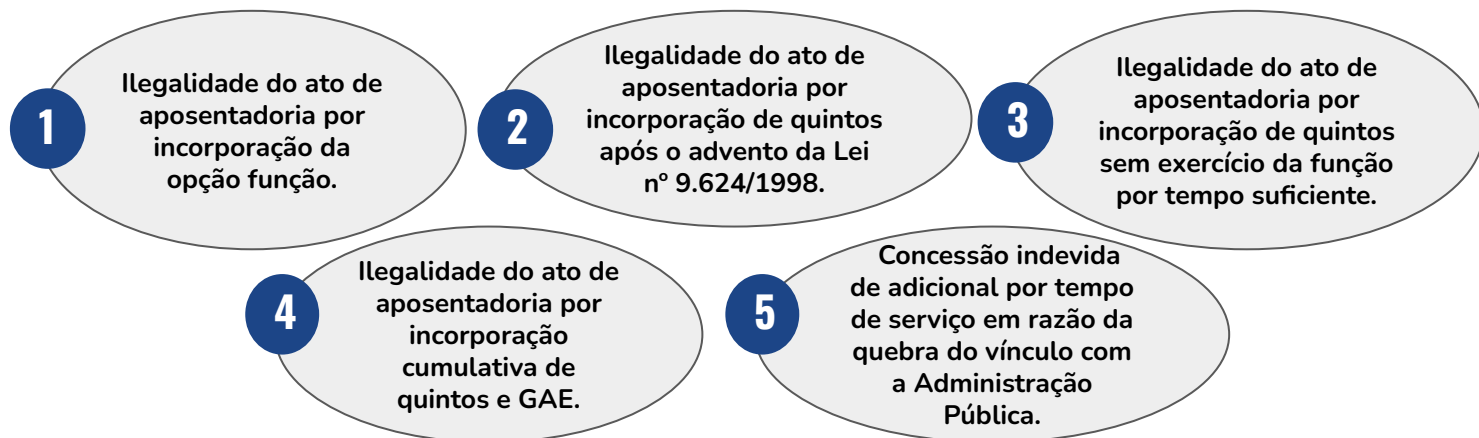 1
Ilegalidade do ato de
aposentadoria por
incorporação da
opção função.
2
Ilegalidade do ato de
aposentadoria por
incorporação de quintos
após o advento da Lei
nº 9.624/1998.
3
Ilegalidade do ato de
aposentadoria por
incorporação de quintos
sem exercício da função
por tempo suficiente.
4
Ilegalidade do ato de
aposentadoria por
incorporação
cumulativa de
quintos e GAE.
5
Concessão indevida
de adicional por tempo
de serviço em razão da
quebra do vínculo com
a Administração
Pública.